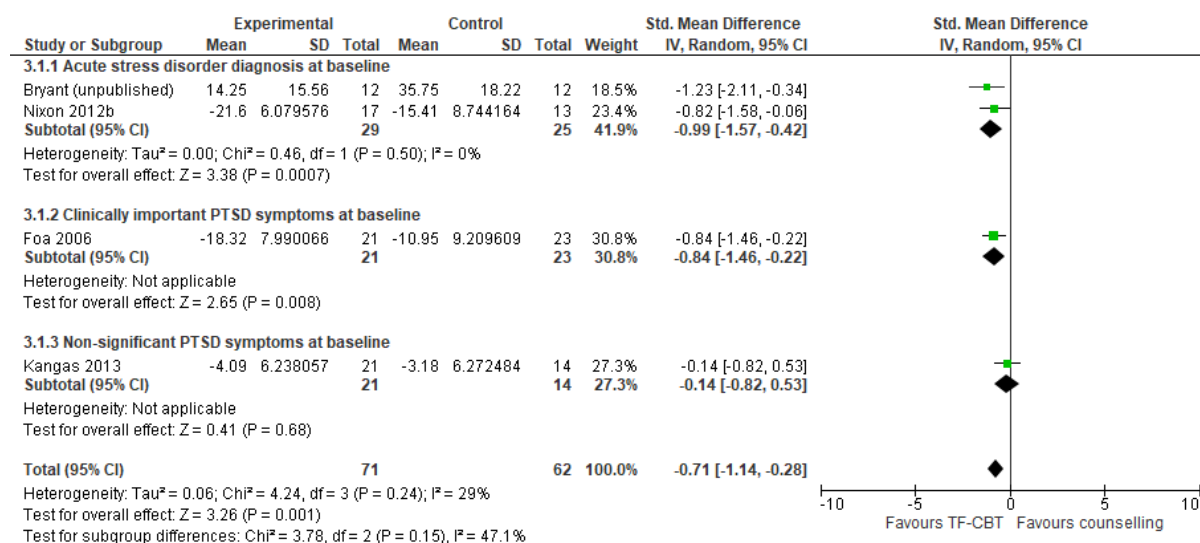 Experimental Control Std. Mean Difference Std. Mean Difference
Study or Subgroup Mean SD Total Mean SD Total Weight IV, Random, 95% CI IV, Random, 95% CI
3.1.1 Acute stress disorder diagnosis at baseline
Bryant (unpublished) 14.25 15.56 12 35.75 18.22 12 18.5% -1.23 [-2.11, -0.34]
Nixon 2012b -21.6 6.079576 17 -15.41 8.744164 13 23.4% -0.82 [-1.58, -0.06]
Subtotal (95% CI) 29 25 41.9% -0.99 [-1.57, -0.42]
Heterogeneity: Tau² = 0.00; Chi² = 0.46, df = 1 (P = 0.50); I² = 0%
Test for overall effect: Z = 3.38 (P = 0.0007)
3.1.2 Clinically important PTSD symptoms at baseline
Foa 2006 -18.32 7.990066 21 -10.95 9.209609 23 30.8% -0.84 [-1.46, -0.22]
Subtotal (95% CI) 21 23 30.8% -0.84 [-1.46, -0.22]
Heterogeneity: Not applicable
Test for overall effect: Z = 2.65 (P = 0.008)
3.1.3 Non-significant PTSD symptoms at baseline
Kangas 2013 -4.09 6.238057 21 -3.18 6.272484 14 27.3% -0.14 [-0.82, 0.53]
Subtotal (95% CI) 21 14 27.3% -0.14 [-0.82, 0.53]
Heterogeneity: Not applicable
Test for overall effect: Z = 0.41 (P = 0.68)
Total (95% CI) 71 62 100.0% -0.71 [-1.14, -0.28]
Heterogeneity: Tau² = 0.06; Chi² = 4.24, df = 3 (P = 0.24); I² = 29%
Test for overall effect: Z = 3.26 (P = 0.001)
Test for subgroup differences: Chi² = 3.78, df = 2 (P = 0.15), I² = 47.1%
-10 -5 0 5 10
Favours TF-CBT Favours counselling